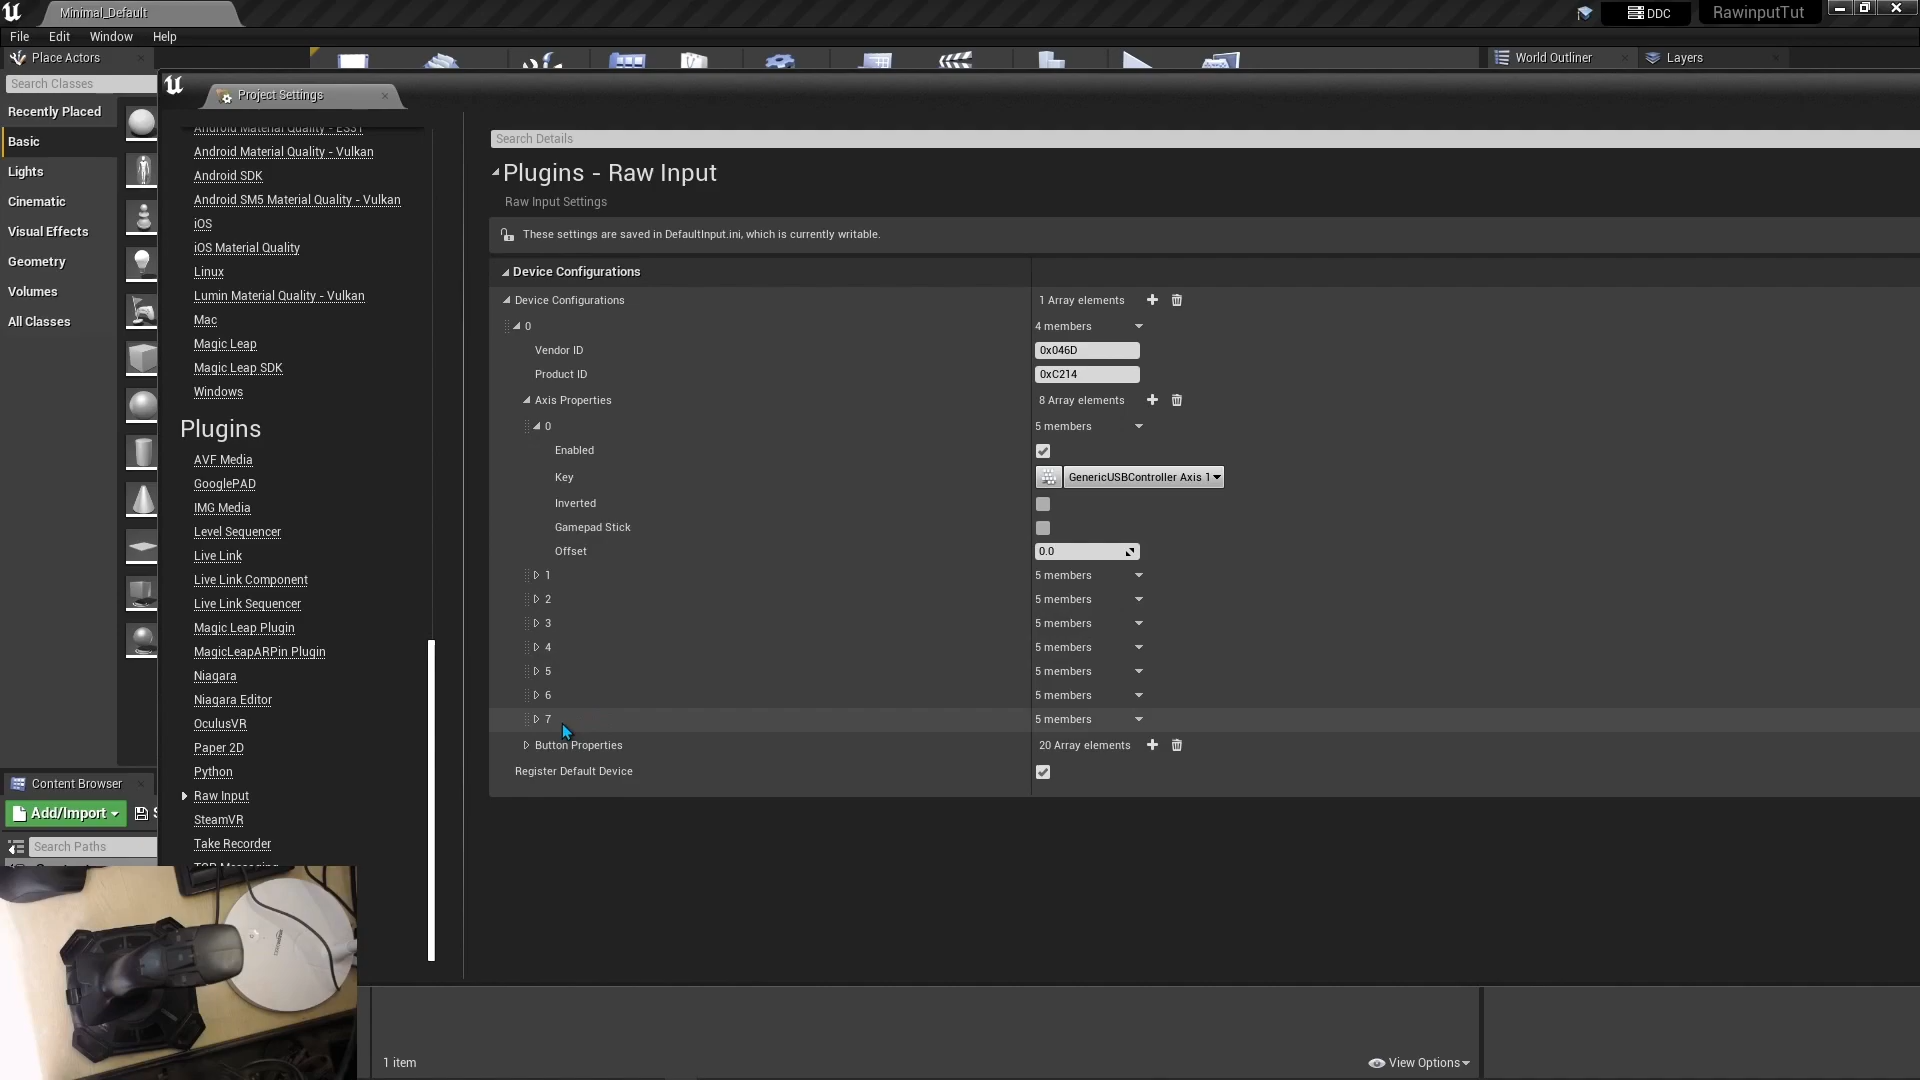 Minimal_Default
DDC
RawinputTut
File
Edit
Window
Help
Place Actors
World Outliner
Layers
Search Classes
Project Settings
Recently Placed
Basic
Lights
Cinematic
Visual Effects
Geometry
Volumes
All Classes
Android Material Quality - ES31
Android Material Quality - Vulkan
Android SDK
Android SM5 Material Quality - Vulkan
iOS
iOS Material Quality
Linux
Lumin Material Quality - Vulkan
Mac
Magic Leap
Magic Leap SDK
Windows
Plugins
AVF Media
GooglePAD
IMG Media
Level Sequencer
Live Link
Live Link Component
Live Link Sequencer
Magic Leap Plugin
MagicLeapARPin Plugin
Niagara
Niagara Editor
OculusVR
Paper 2D
Python
Raw Input
SteamVR
Take Recorder
Search Details
Plugins - Raw Input
Raw Input Settings
These settings are saved in DefaultInput.ini, which is currently writable.
Device Configurations
Device Configurations
1 Array elements
0
4 members
Vendor ID
0x046D
Product ID
0xC214
Axis Properties
8 Array elements
0
5 members
Enabled
Key
GenericUSBController Axis 1
Inverted
Gamepad Stick
Offset
0.0
1
5 members
2
5 members
3
5 members
4
5 members
5
5 members
6
5 members
7
5 members
Button Properties
20 Array elements
Register Default Device
Content Browser
Add/Import
Search Paths
1 item
View Options